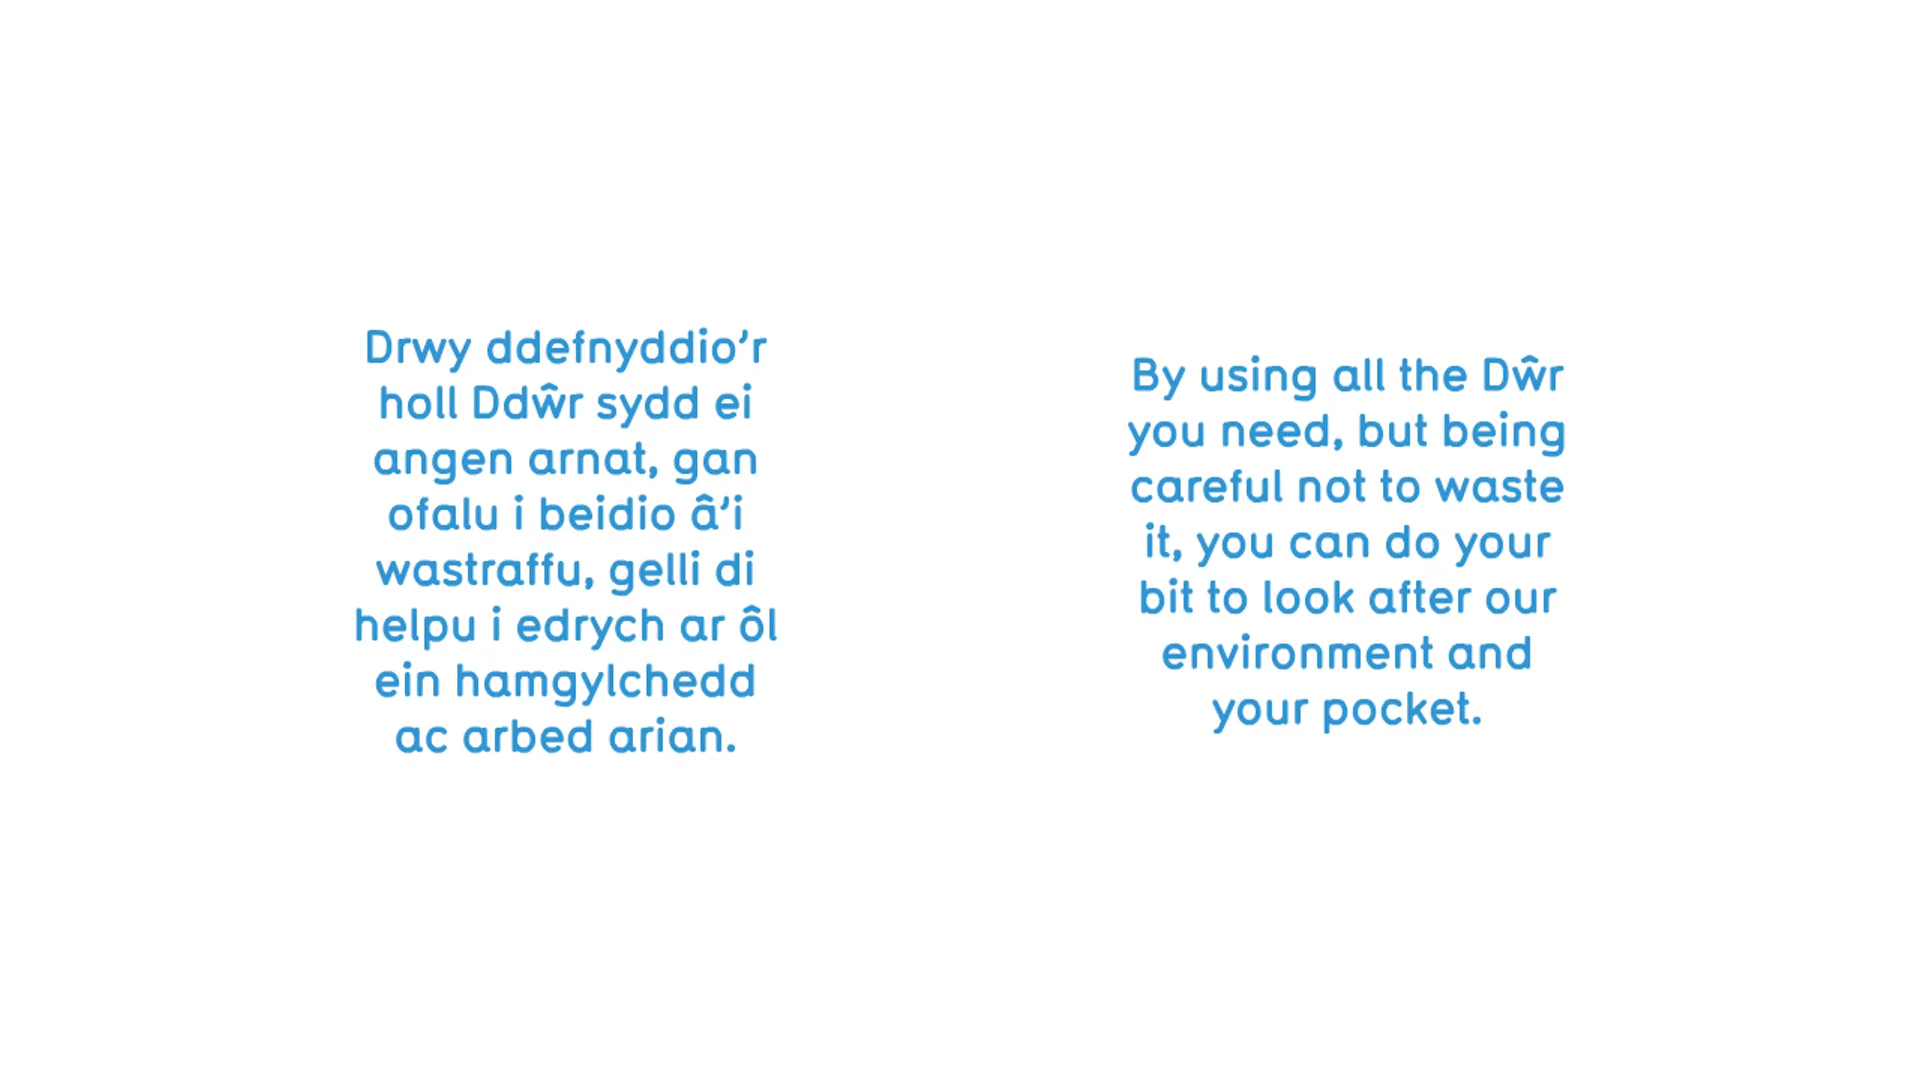 Drwy ddefnyddio’r
holl Ddŵr sydd ei
angen arnat, gan
ofalu i beidio â’i
wastraffu, gelli di
helpu i edrych ar ôl
ein hamgylchedd
ac arbed arian.
By using all the Dŵr
you need, but being
careful not to waste
it, you can do your
bit to look after our
environment and
your pocket.